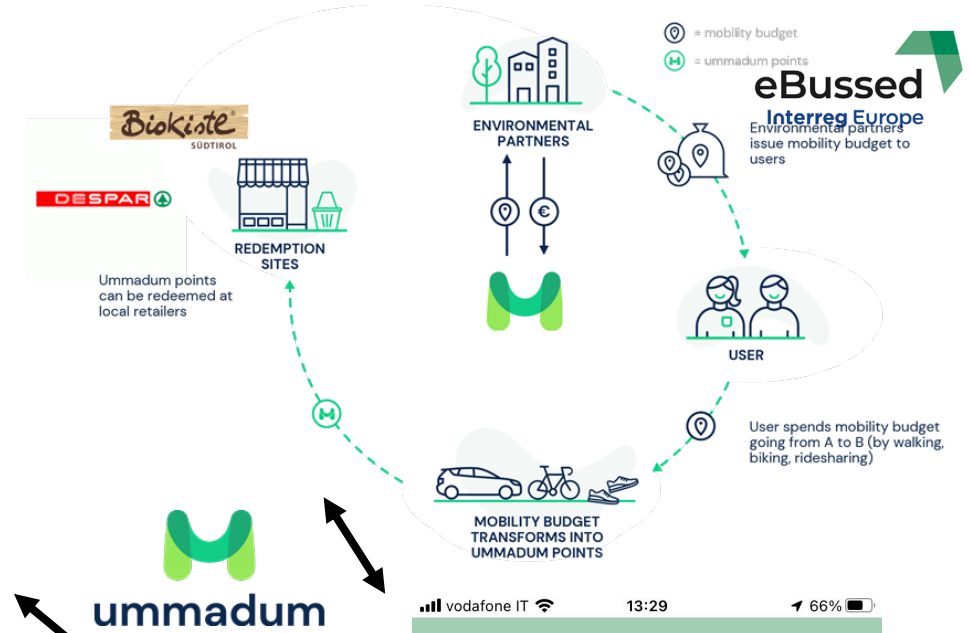 = mobility budget
= ummadum points
eBussed
Interreg Europe
Environmental partners
issue mobility budget to
users
ENVIRONMENTAL
PARTNERS
€
Biokistl
SÜDTIROL
DESPAR
REDEMPTION
SITES
Ummadum points
can be redeemed at
local retailers
USER
User spends mobility budget
going from A to B (by walking,
biking, ridesharing)
MOBILITY BUDGET
TRANSFORMS INTO
UMMADUM POINTS
ummadum
vodafone IT
13:29
66%